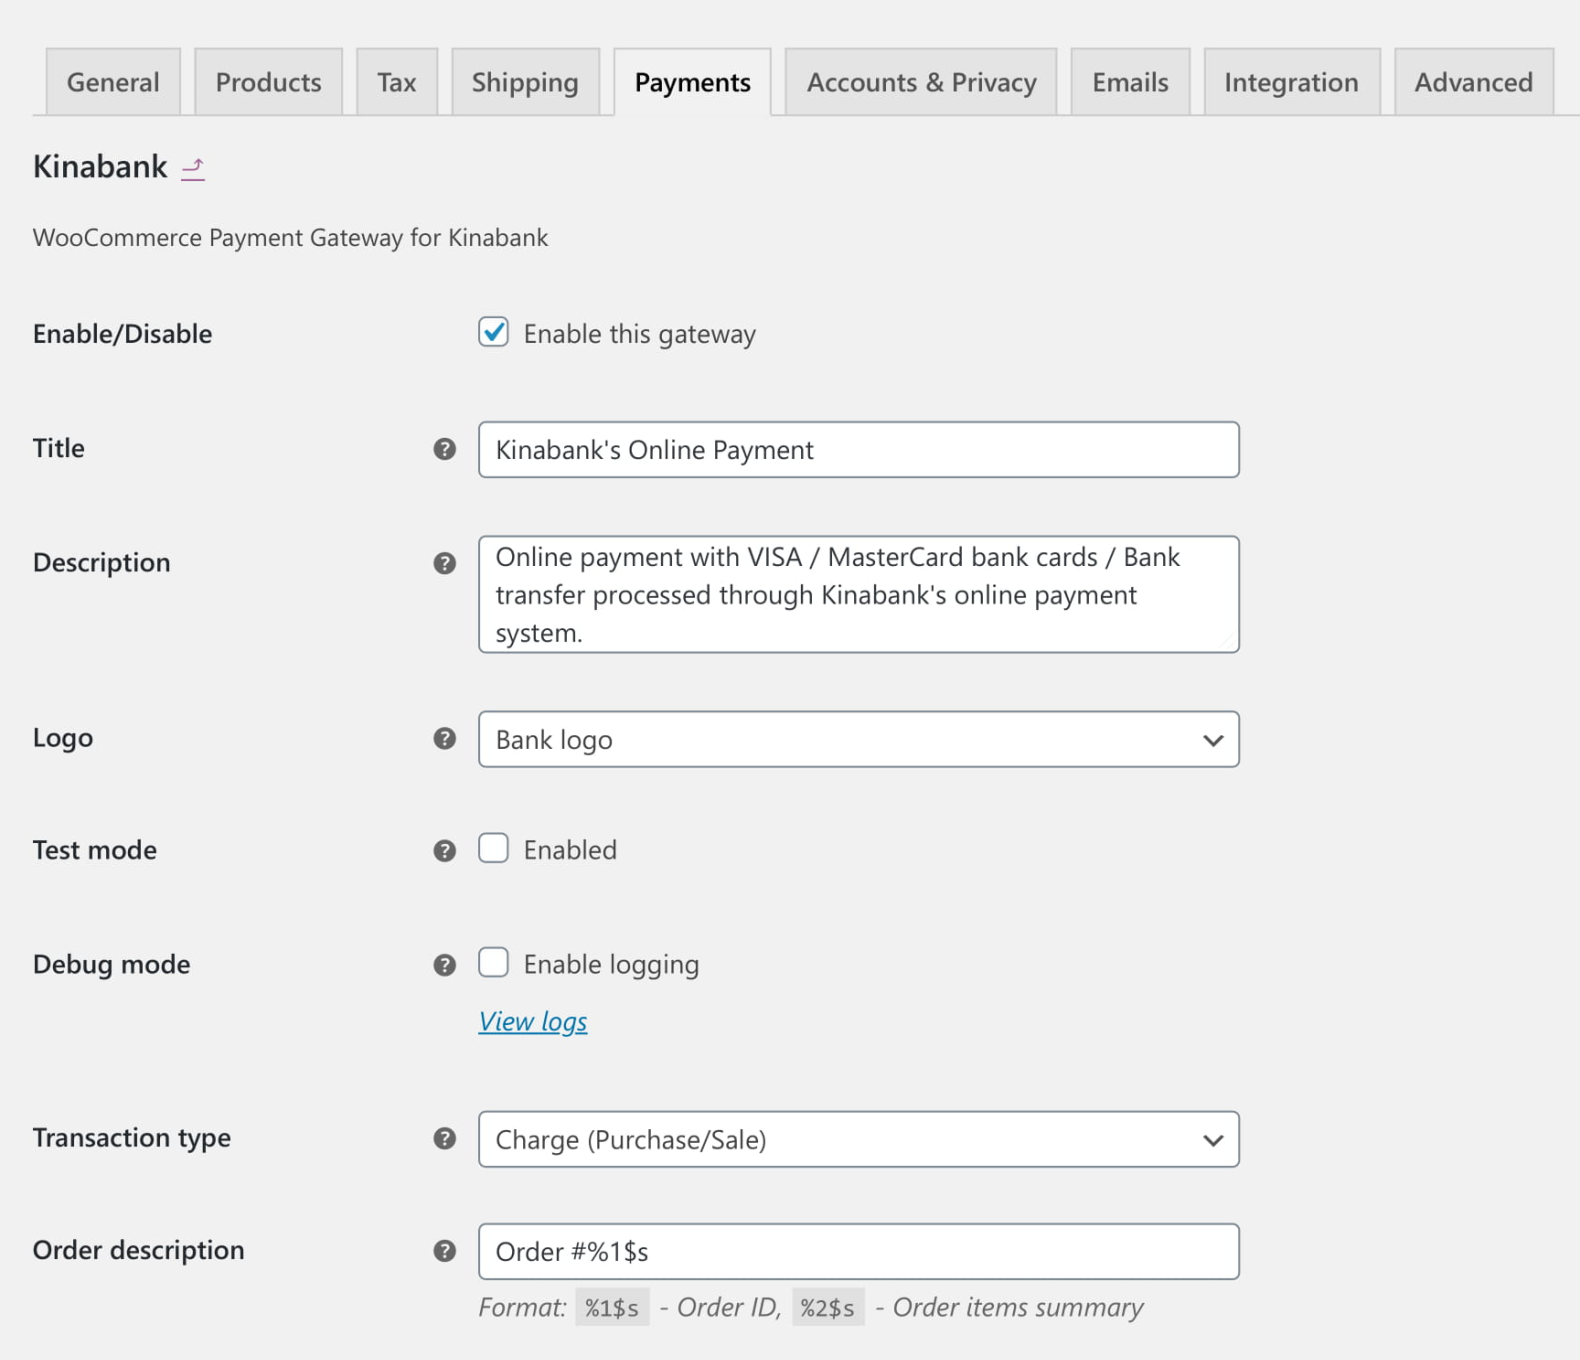 General Products Tax Shipping Payments Accounts & Privacy Emails Integration Advanced
Kinabank
WooCommerce Payment Gateway for Kinabank
Enable/Disable Enable this gateway
Title Kinabank's Online Payment
Description Online payment with VISA / MasterCard bank cards / Bank
transfer processed through Kinabank's online payment
system.
Logo Bank logo
Test mode Enabled
Debug mode Enable logging
View logs
Transaction type Charge (Purchase/Sale)
Order description Order #%1$s
Format: %1$s - Order ID, %2$s - Order items summary